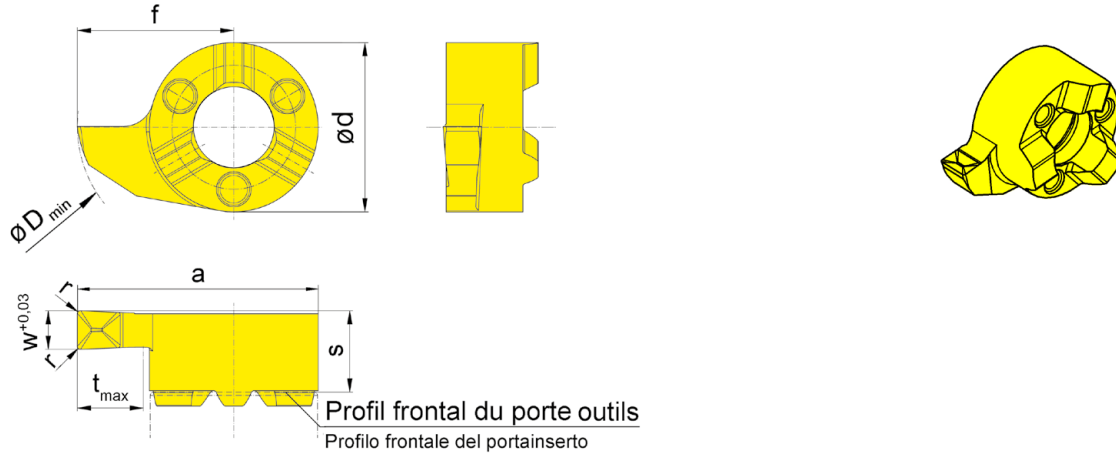 f
ød
øD min
a
r
w+0,03
r
s
tmax
Profil frontal du porte outils
Profilo frontale del portainserto